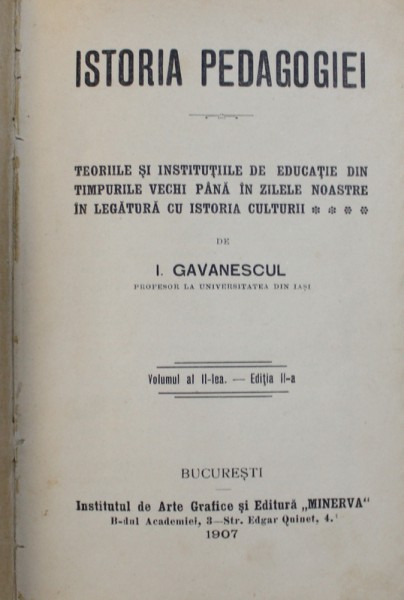 ISTORIA PEDAGOGIEI
TEORIILE ȘI INSTITUȚIILE DE EDUCAȚIE DIN
TIMPURILE VECHI PÂNĂ ÎN ZILELE NOASTRE
ÎN LEGĂTURĂ CU ISTORIA CULTURII * * * *
DE
I. GAVANESCUL
PROFESOR LA UNIVERSITATEA DIN IAȘI
Volumul al II-lea. — Ediția II-a
BUCUREȘTI
Institutul de Arte Grafice și Editură „MINERVA"
B-dul Academiei, 3—Str. Edgar Quinet, 4.
1907